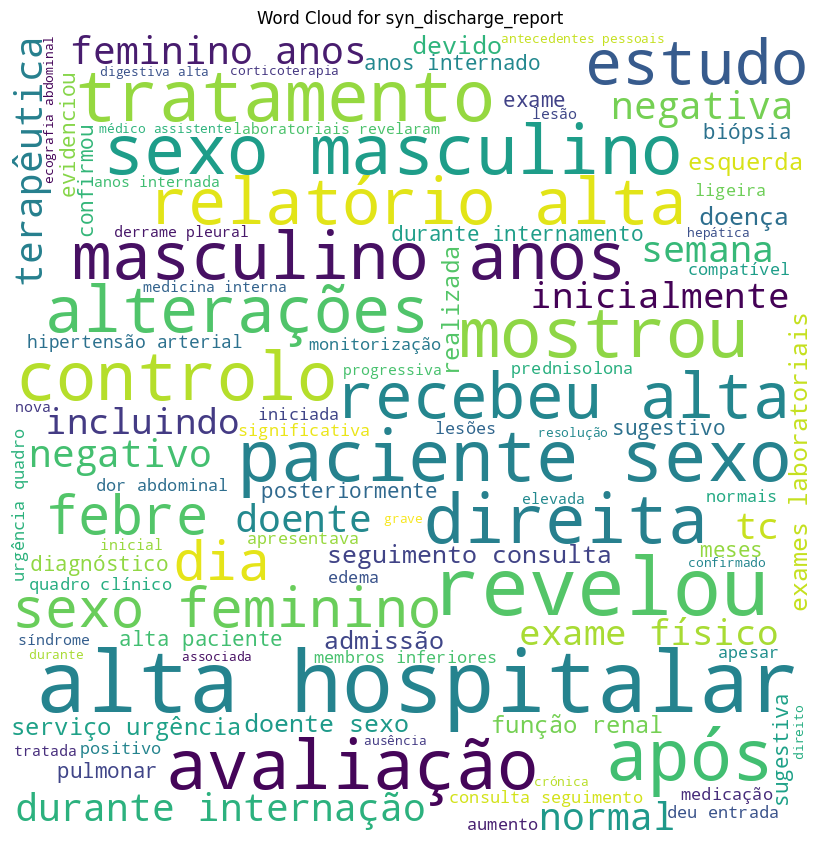 Word Cloud for syn_discharge_report
feminino anos
devido
antecedentes pessoais
estudo
terapêutica
ecografia abdominal
digestiva alta
corticoterapia
anos internado
tratamento
exame
negativa
evidenciou
lesão
confirmou
médico assistente
laboratoriais revelaram
biópsia
sexo masculino
esquerda
anos internada
relatório alta
ligeira
doença
derrame pleural
durante internamento
hepática
masculino anos
semana
compatível
medicina interna
inicialmente
alterações
realizada
mostrou
exames laboratoriais
hipertensão arterial
monitorização
controlo
progressiva
prednisolona
recebeu alta
nova
incluindo
iniciada
significativa
lesões
resolução
sugestivo
urgência quadro
negativo
paciente sexo
dor abdominal
posteriormente
elevada
normais
febre
doente
grave
direita
tc
inicial
apresentava
diagnóstico
dia
seguimento consulta
meses
confirmado
quadro clínico
edema
revelou
sexo feminino
síndrome
alta paciente
admissão
exame físico
durante
associada
membros inferiores
apesar
alta hospitalar
sugestiva
direito
serviço urgência
doente sexo
função renal
tratada
positivo
ausência
após
pulmonar
avaliação
crónica
consulta seguimento
medicação
durante internação
aumento
normal
deu entrada